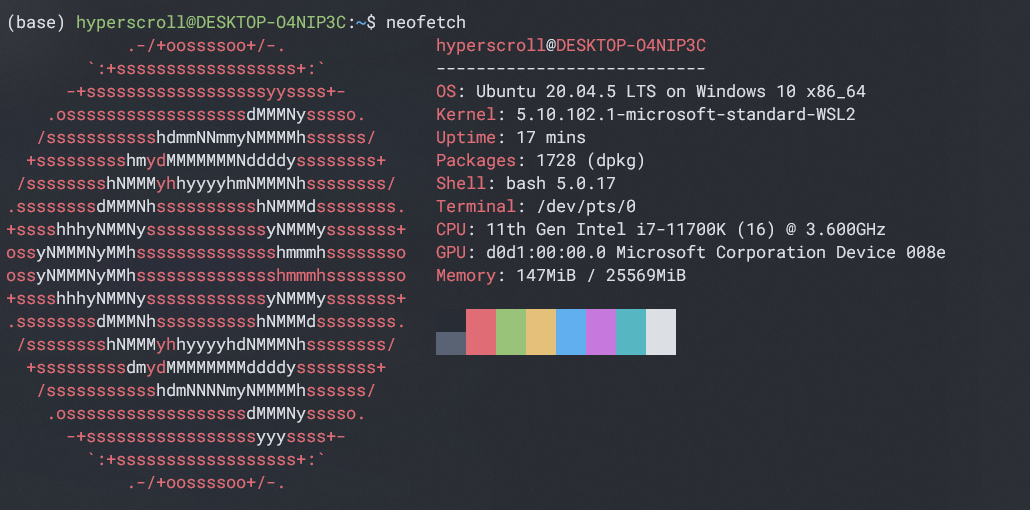 (base) hyperscroll@DESKTOP-O4NIP3C:~$ neofetch
            .-/+oossssoo+/-.               hyperscroll@DESKTOP-O4NIP3C
        `:+ssssssssssssssssss+:`           ---------------------------
      -+ssssssssssssssssssyyssss+-         OS: Ubuntu 20.04.5 LTS on Windows 10 x86_64
    .ossssssssssssssssssdMMMNysssso.       Kernel: 5.10.102.1-microsoft-standard-WSL2
   /ssssssssssshdmmNNmmyNMMMMhssssss/      Uptime: 17 mins
  +ssssssssshmydMMMMMMMNddddyssssssss+     Packages: 1728 (dpkg)
 /sssssssshNMMMyhhyyyyhmNMMMNhssssssss/    Shell: bash 5.0.17
.ssssssssdMMMNhsssssssssshNMMMdssssssss.   Terminal: /dev/pts/0
+sssshhhyNMMNyssssssssssssyNMMMysssssss+   CPU: 11th Gen Intel i7-11700K (16) @ 3.600GHz
ossyNMMMNyMMhsssssssssssssshmmmhssssssso   GPU: d0d1:00:00.0 Microsoft Corporation Device 008e
ossyNMMMNyMMhsssssssssssssshmmmhssssssso   Memory: 147MiB / 25569MiB
+sssshhhyNMMNyssssssssssssyNMMMysssssss+
.ssssssssdMMMNhsssssssssshNMMMdssssssss.
 /sssssssshNMMMyhhyyyyhdNMMMNhssssssss/
  +sssssssssdmydMMMMMMMMddddyssssssss+
   /ssssssssssshdmNNNNmyNMMMMhssssss/
    .ossssssssssssssssssdMMMNysssso.
      -+sssssssssssssssssyyyssss+-
        `:+ssssssssssssssssss+:`
            .-/+oossssoo+/-.